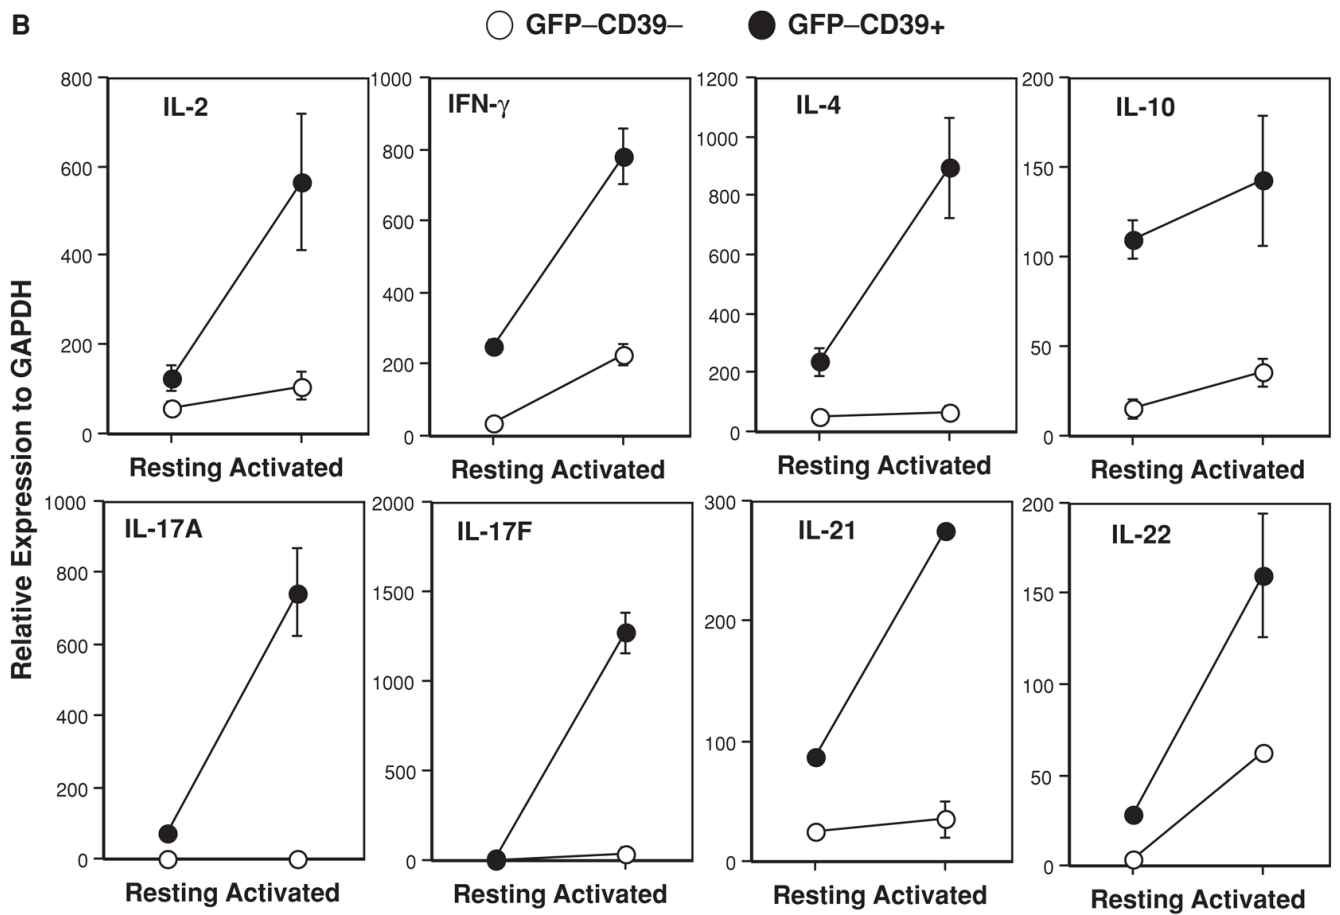 B
GFP–CD39–
GFP–CD39+
Relative Expression to GAPDH
800
600
400
200
0
IL-2
Resting Activated
1000
800
600
400
200
0
IFN-γ
Resting Activated
1200
1000
800
600
400
200
0
IL-4
Resting Activated
200
150
100
50
0
IL-10
Resting Activated
1000
800
600
400
200
0
IL-17A
Resting Activated
2000
1500
1000
500
0
IL-17F
Resting Activated
300
200
100
0
IL-21
Resting Activated
200
150
100
50
0
IL-22
Resting Activated